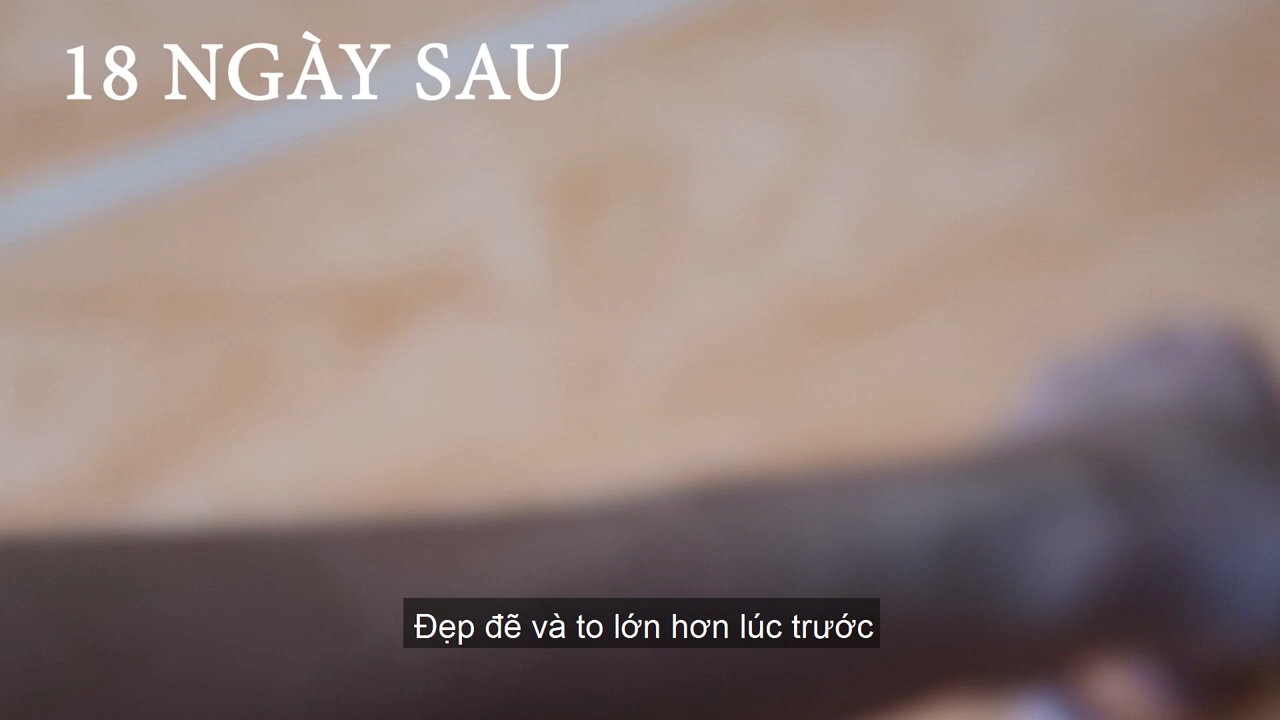 18 NGÀY SAU
Đẹp đẽ và to lớn hơn lúc trước